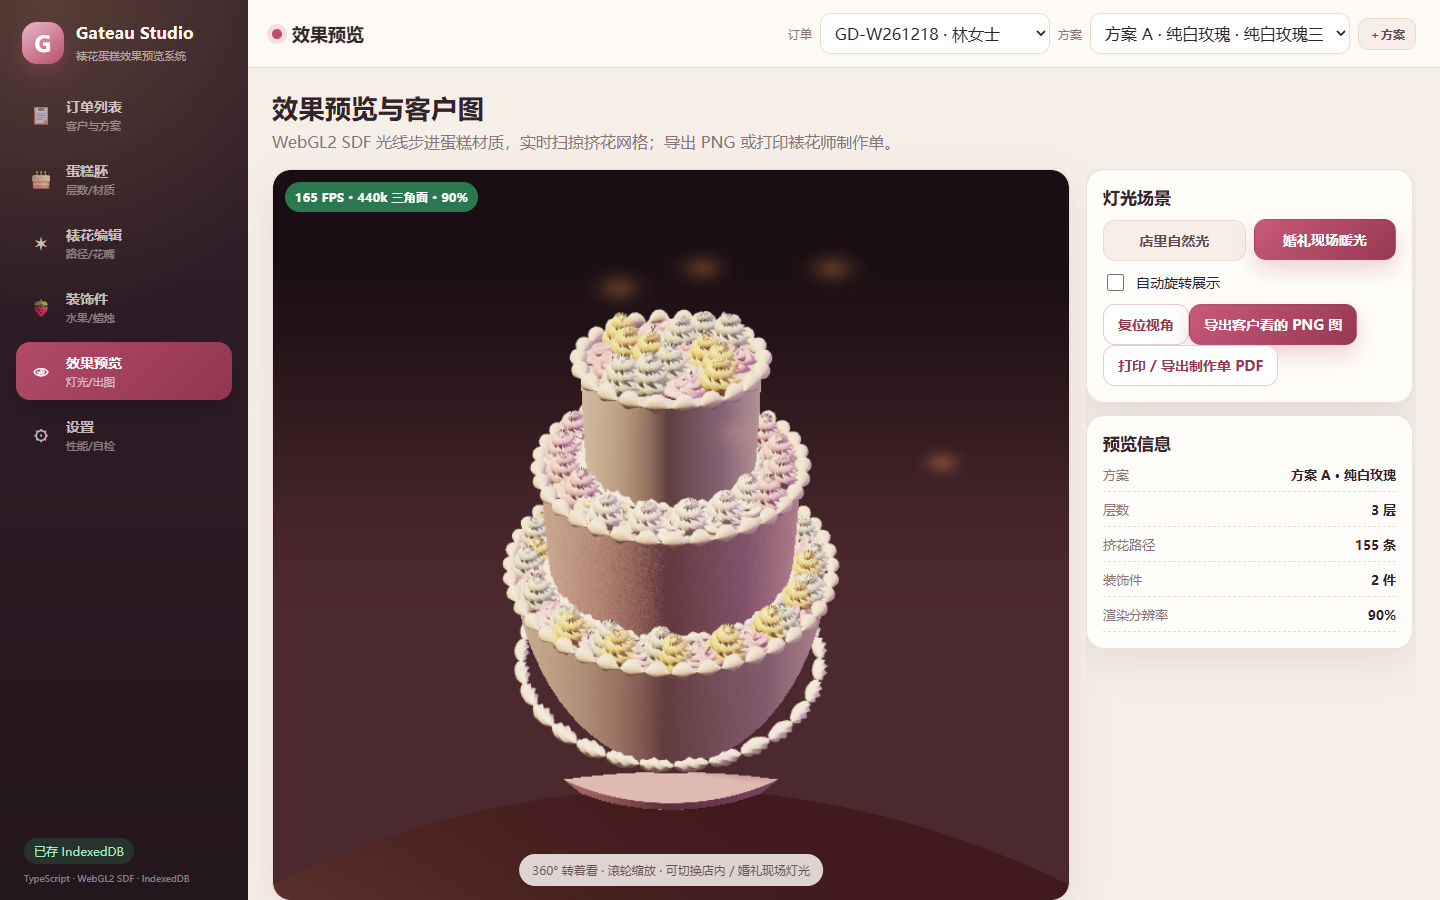 G
Gateau Studio
裱花蛋糕效果预览系统
订单列表
客户与方案
蛋糕胚
层数/材质
裱花编辑
路径/花嘴
装饰件
水果/蜡烛
效果预览
灯光/出图
设置
性能/自检
已存 IndexedDB
TypeScript · WebGL2 SDF · IndexedDB
效果预览
订单
GD-W261218 · 林女士
方案
方案 A · 纯白玫瑰 · 纯白玫瑰三
+ 方案
效果预览与客户图
WebGL2 SDF 光线步进蛋糕材质，实时扫掠挤花网格；导出 PNG 或打印裱花师制作单。
165 FPS • 440k 三角面 • 90%
360° 转着看 · 滚轮缩放 · 可切换店内 / 婚礼现场灯光
灯光场景
店里自然光
婚礼现场暖光
自动旋转展示
复位视角
导出客户看的 PNG 图
打印 / 导出制作单 PDF
预览信息
方案
方案 A • 纯白玫瑰
层数
3 层
挤花路径
155 条
装饰件
2 件
渲染分辨率
90%